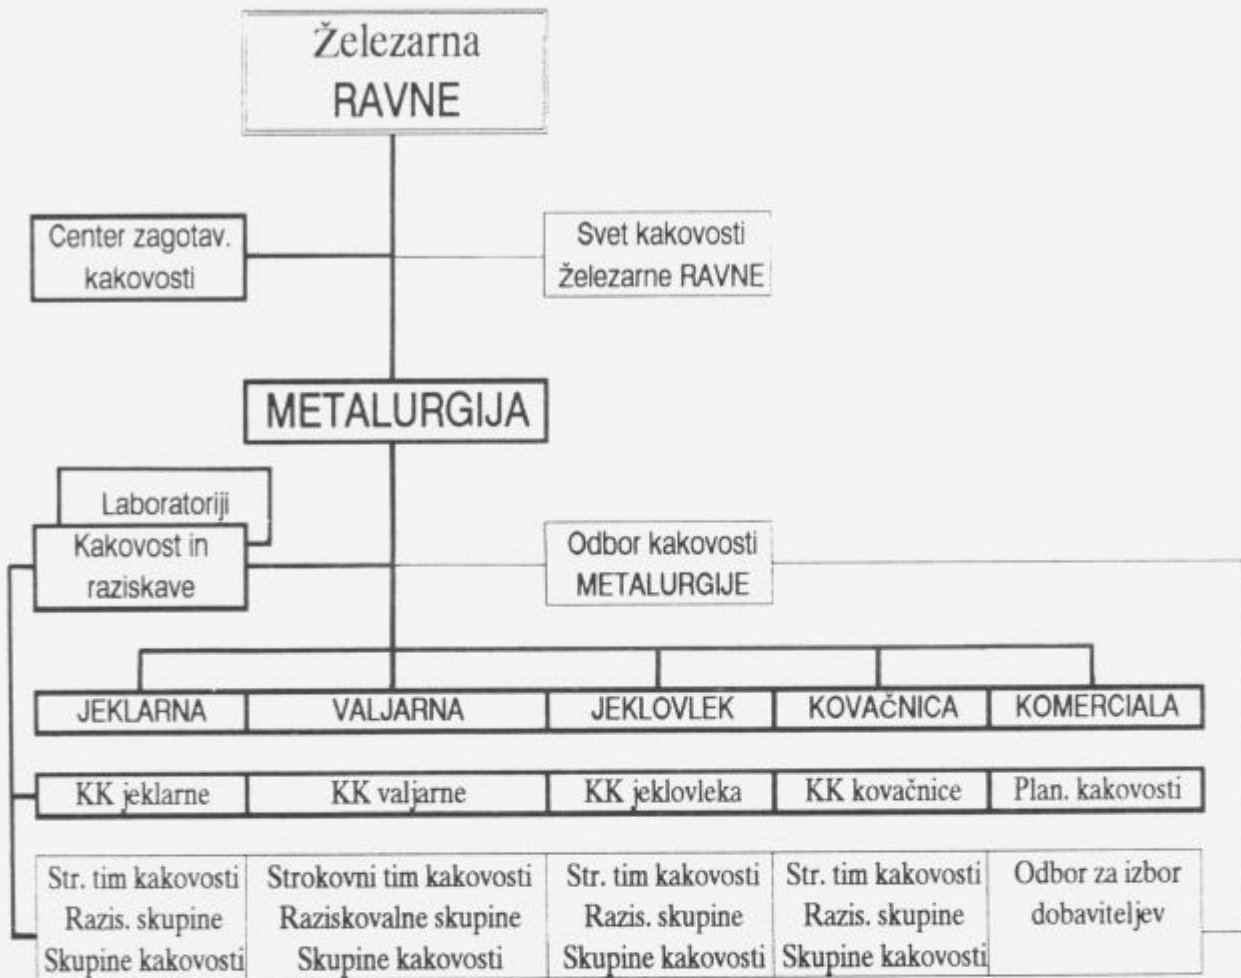 Železarna
RAVNE
Center zagotav.
kakovosti
Svet kakovosti
železarne RAVNE
METALURGIJA
Laboratoriji
Kakovost in
raziskave
Odbor kakovosti
METALURGIJE
JEKLARNA
VALJARNA
JEKLOVLEK
KOVAČNICA
KOMERCIALA
KK jeklarne
KK valjarne
KK jeklovleka
KK kovačnice
Plan. kakovosti
Str. tim kakovosti
Razis. skupine
Skupine kakovosti
Strokovni tim kakovosti
Raziskovalne skupine
Skupine kakovosti
Str. tim kakovosti
Razis. skupine
Skupine kakovosti
Str. tim kakovosti
Razis. skupine
Skupine kakovosti
Odbor za izbor
dobaviteljev